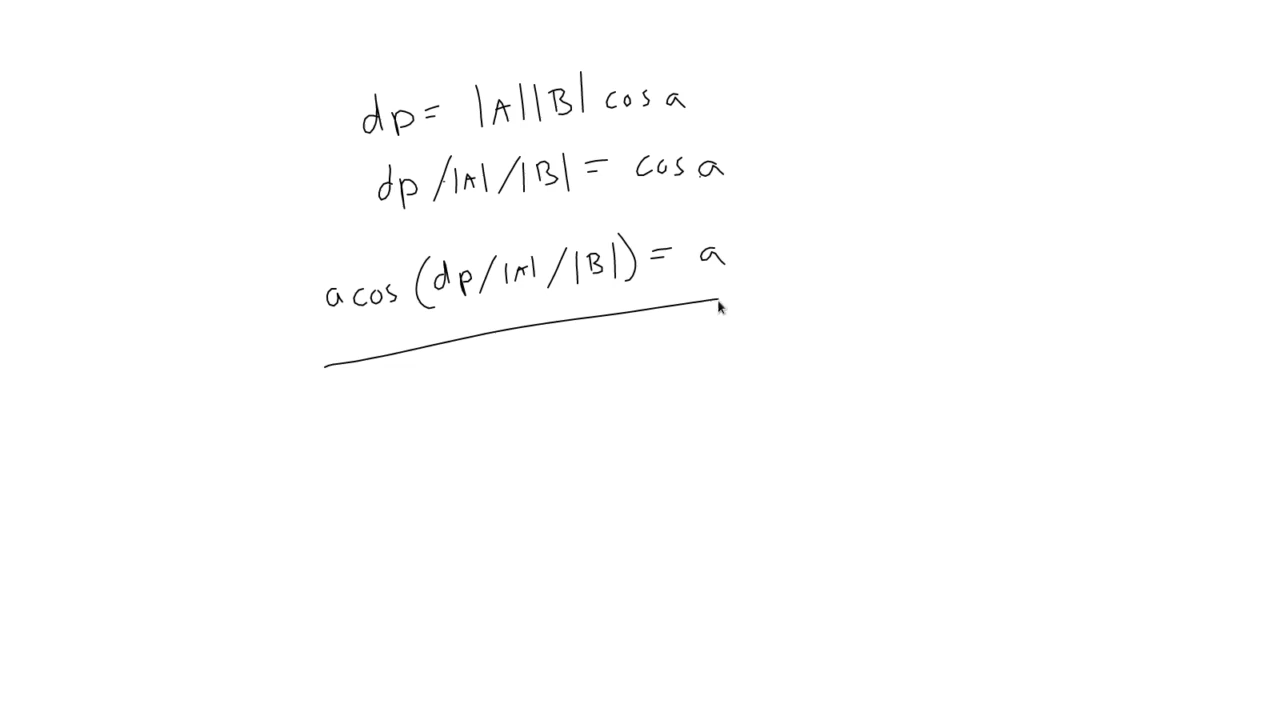 dp = |A||B| cos a
dp/|A|/|B| = cos a
acos(dp/|A|/|B|) = a